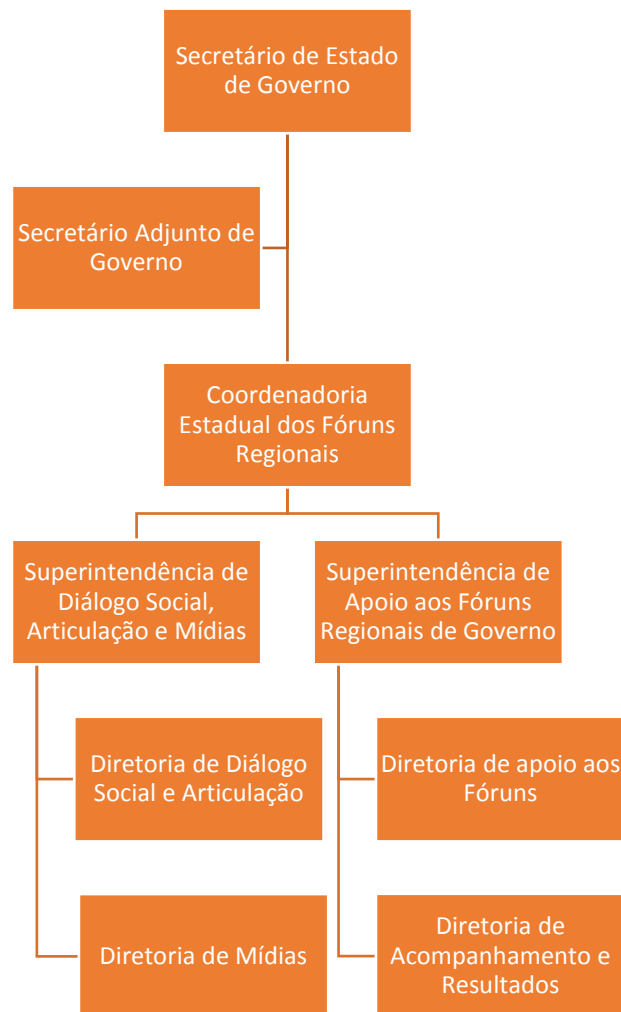 Secretário de Estado
de Governo
Secretário Adjunto de
Governo
Coordenadoria
Estadual dos Fóruns
Regionais
Superintendência de
Diálogo Social,
Articulação e Mídias
Superintendência de
Apoio aos Fóruns
Regionais de Governo
Diretoria de Diálogo
Social e Articulação
Diretoria de apoio aos
Fóruns
Diretoria de Mídias
Diretoria de
Acompanhamento e
Resultados